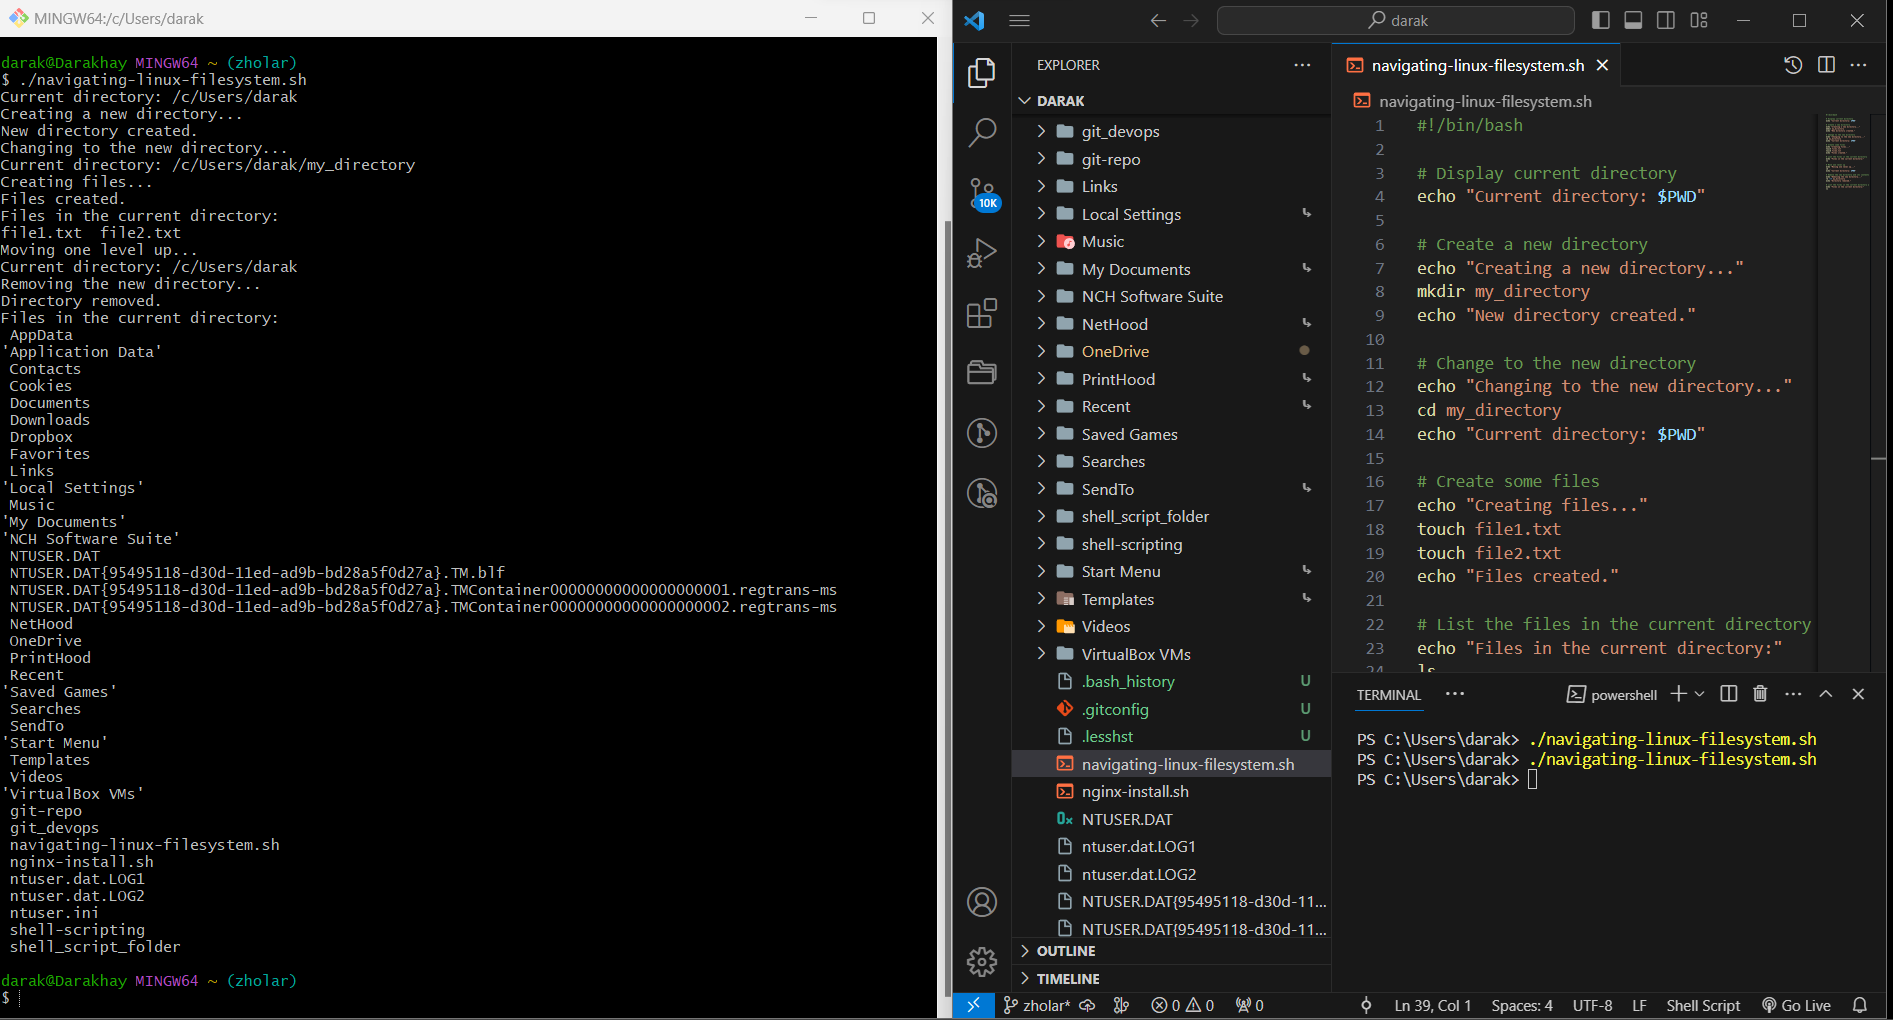 MINGW64:/c/Users/darak
darak@Darakhay MINGW64 ~ (zholar)
$ ./navigating-linux-filesystem.sh
Current directory: /c/Users/darak
Creating a new directory...
New directory created.
Changing to the new directory...
Current directory: /c/Users/darak/my_directory
Creating files...
Files created.
Files in the current directory:
file1.txt  file2.txt
Moving one level up...
Current directory: /c/Users/darak
Removing the new directory...
Directory removed.
Files in the current directory:
 AppData
'Application Data'
 Contacts
 Cookies
 Documents
 Downloads
 Dropbox
 Favorites
 Links
'Local Settings'
 Music
'My Documents'
'NCH Software Suite'
 NTUSER.DAT
 NTUSER.DAT{95495118-d30d-11ed-ad9b-bd28a5f0d27a}.TM.blf
 NTUSER.DAT{95495118-d30d-11ed-ad9b-bd28a5f0d27a}.TMContainer00000000000000000001.regtrans-ms
 NTUSER.DAT{95495118-d30d-11ed-ad9b-bd28a5f0d27a}.TMContainer00000000000000000002.regtrans-ms
 NetHood
 OneDrive
 PrintHood
 Recent
'Saved Games'
 Searches
 SendTo
'Start Menu'
 Templates
 Videos
'VirtualBox VMs'
 git-repo
 git_devops
 navigating-linux-filesystem.sh
 nginx-install.sh
 ntuser.dat.LOG1
 ntuser.dat.LOG2
 ntuser.ini
 shell-scripting
 shell_script_folder
darak@Darakhay MINGW64 ~ (zholar)
$
darak
10K
EXPLORER
DARAK
git_devops
git-repo
Links
Local Settings
Music
My Documents
NCH Software Suite
NetHood
OneDrive
PrintHood
Recent
Saved Games
Searches
SendTo
shell_script_folder
shell-scripting
Start Menu
Templates
Videos
VirtualBox VMs
.bash_history U
.gitconfig U
.lesshst U
navigating-linux-filesystem.sh
nginx-install.sh
NTUSER.DAT
ntuser.dat.LOG1
ntuser.dat.LOG2
NTUSER.DAT{95495118-d30d-11...
NTUSER.DAT{95495118-d30d-11...
OUTLINE
TIMELINE
navigating-linux-filesystem.sh
navigating-linux-filesystem.sh
1 #!/bin/bash
2
3 # Display current directory
4 echo "Current directory: $PWD"
5
6 # Create a new directory
7 echo "Creating a new directory..."
8 mkdir my_directory
9 echo "New directory created."
10
11 # Change to the new directory
12 echo "Changing to the new directory..."
13 cd my_directory
14 echo "Current directory: $PWD"
15
16 # Create some files
17 echo "Creating files..."
18 touch file1.txt
19 touch file2.txt
20 echo "Files created."
21
22 # List the files in the current directory
23 echo "Files in the current directory:"
24 ls
TERMINAL
powershell
PS C:\Users\darak> ./navigating-linux-filesystem.sh
PS C:\Users\darak> ./navigating-linux-filesystem.sh
PS C:\Users\darak>
zholar* 0 0 0 Ln 39, Col 1 Spaces: 4 UTF-8 LF Shell Script Go Live